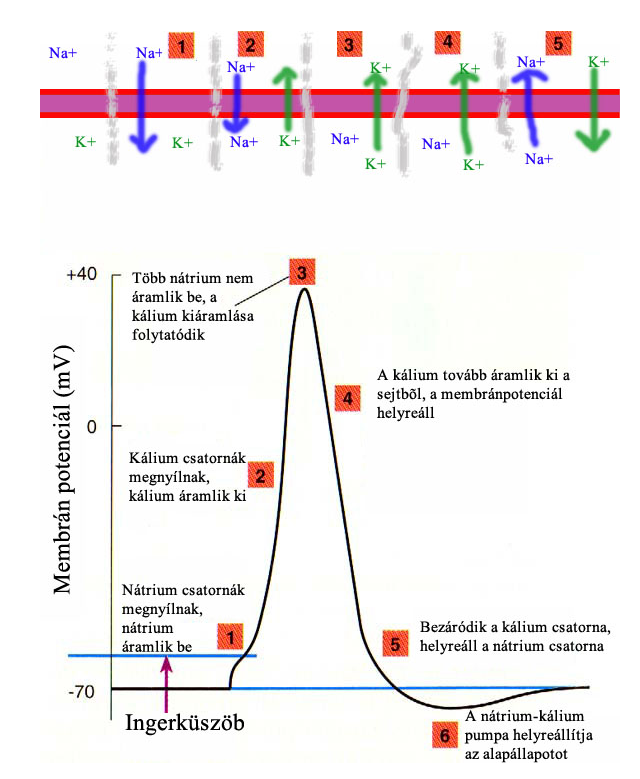 Na+ Na+ 1 2 3 4 5
Na+ K+ K+ Na+ K+
K+ K+ Na+ K+ Na+ Na+
K+ K+ Na+
+40
Több nátrium nem
áramlik be, a
kálium kiáramlása
folytatódik
3
A kálium tovább áramlik ki a
sejtbõl, a membránpotenciál
helyreáll
4
0
Membrán potenciál (mV)
Kálium csatornák
megnyílnak,
kálium áramlik ki
2
Nátrium csatornák
megnyílnak,
nátrium
áramlik be
1
Bezáródik a kálium csatorna,
helyreáll a nátrium csatorna
5
-70
Ingerküszöb
6
A nátrium-kálium
pumpa helyreállítja
az alapállapotot